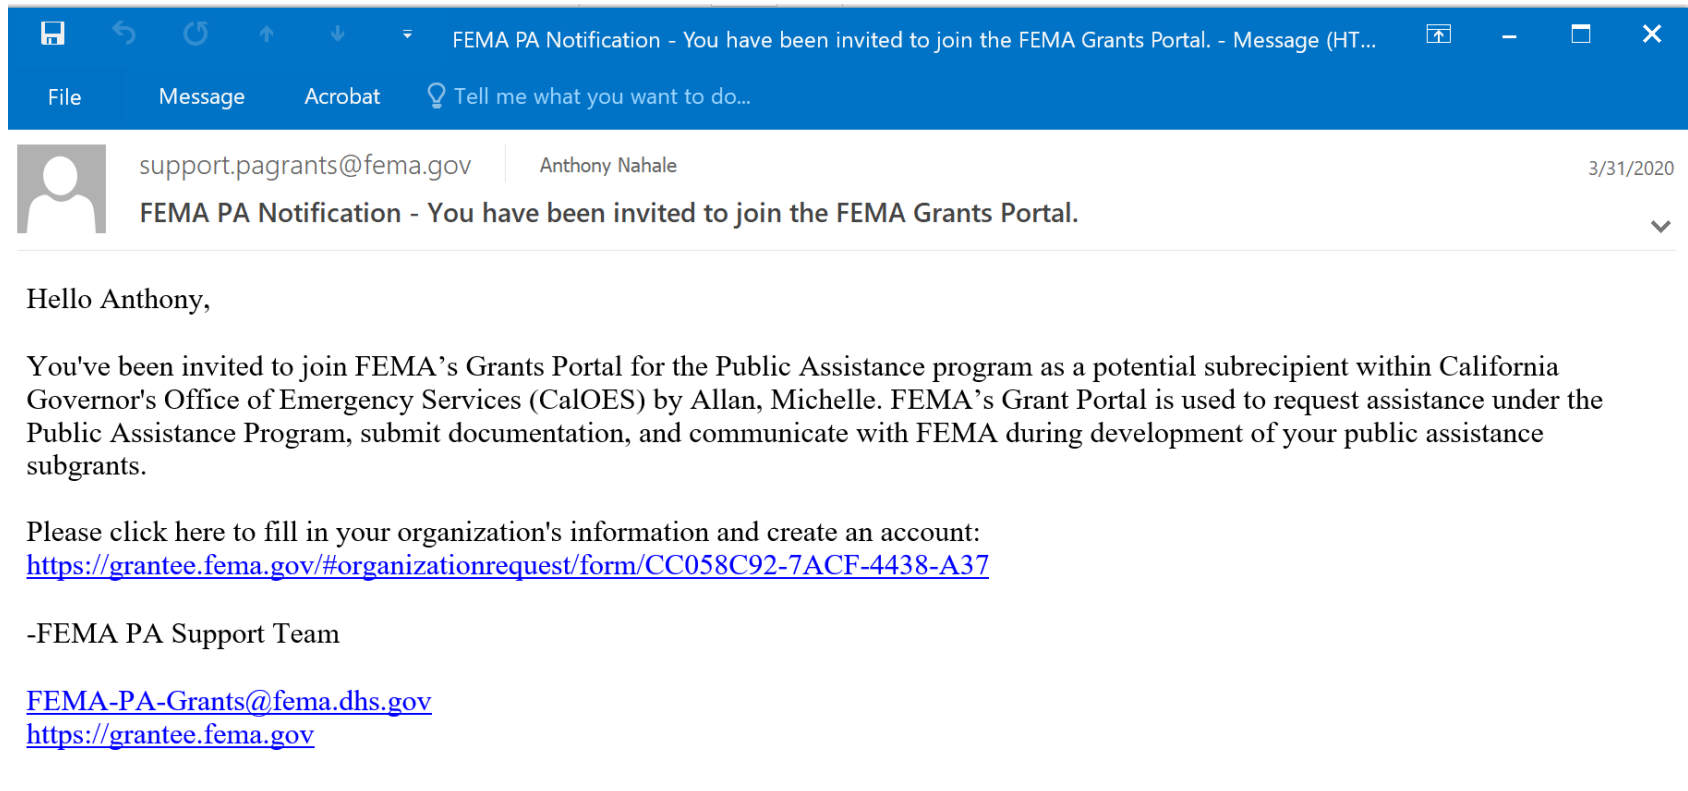 FEMA PA Notification - You have been invited to join the FEMA Grants Portal. - Message (HT...
File Message Acrobat Tell me what you want to do...
support.pagrants@fema.gov Anthony Nahale 3/31/2020
FEMA PA Notification - You have been invited to join the FEMA Grants Portal.
Hello Anthony,
You've been invited to join FEMA’s Grants Portal for the Public Assistance program as a potential subrecipient within California
Governor's Office of Emergency Services (CalOES) by Allan, Michelle. FEMA’s Grant Portal is used to request assistance under the
Public Assistance Program, submit documentation, and communicate with FEMA during development of your public assistance
subgrants.
Please click here to fill in your organization's information and create an account:
https://grantee.fema.gov/#organizationrequest/form/CC058C92-7ACF-4438-A37
-FEMA PA Support Team
FEMA-PA-Grants@fema.dhs.gov
https://grantee.fema.gov